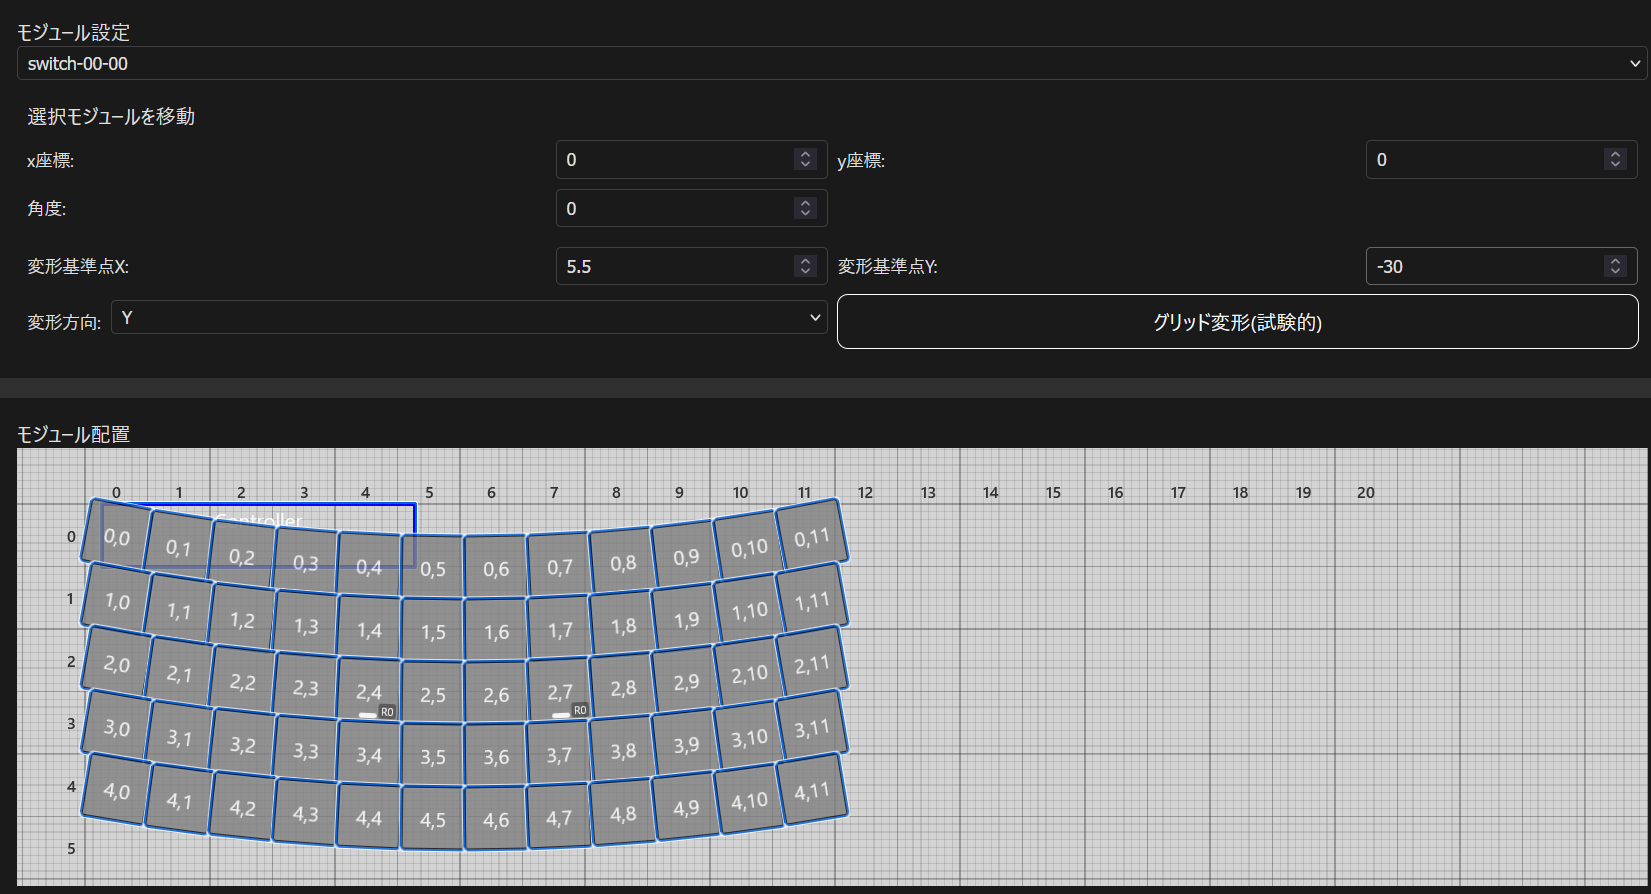 モジュール設定
switch-00-00
選択モジュールを移動
x座標: 0 y座標: 0
角度: 0
変形基準点X: 5.5 変形基準点Y: -30
変形方向: Y グリッド変形(試験的)
モジュール配置
0 1 2 3 4 5 6 7 8 9 10 11 12 13 14 15 16 17 18 19 20
Controller
0 0,0 0,1 0,2 0,3 0,4 0,5 0,6 0,7 0,8 0,9 0,10 0,11
1 1,0 1,1 1,2 1,3 1,4 1,5 1,6 1,7 1,8 1,9 1,10 1,11
2 2,0 2,1 2,2 2,3 2,4 2,5 2,6 2,7 2,8 2,9 2,10 2,11
R0 R0
3 3,0 3,1 3,2 3,3 3,4 3,5 3,6 3,7 3,8 3,9 3,10 3,11
4 4,0 4,1 4,2 4,3 4,4 4,5 4,6 4,7 4,8 4,9 4,10 4,11
5